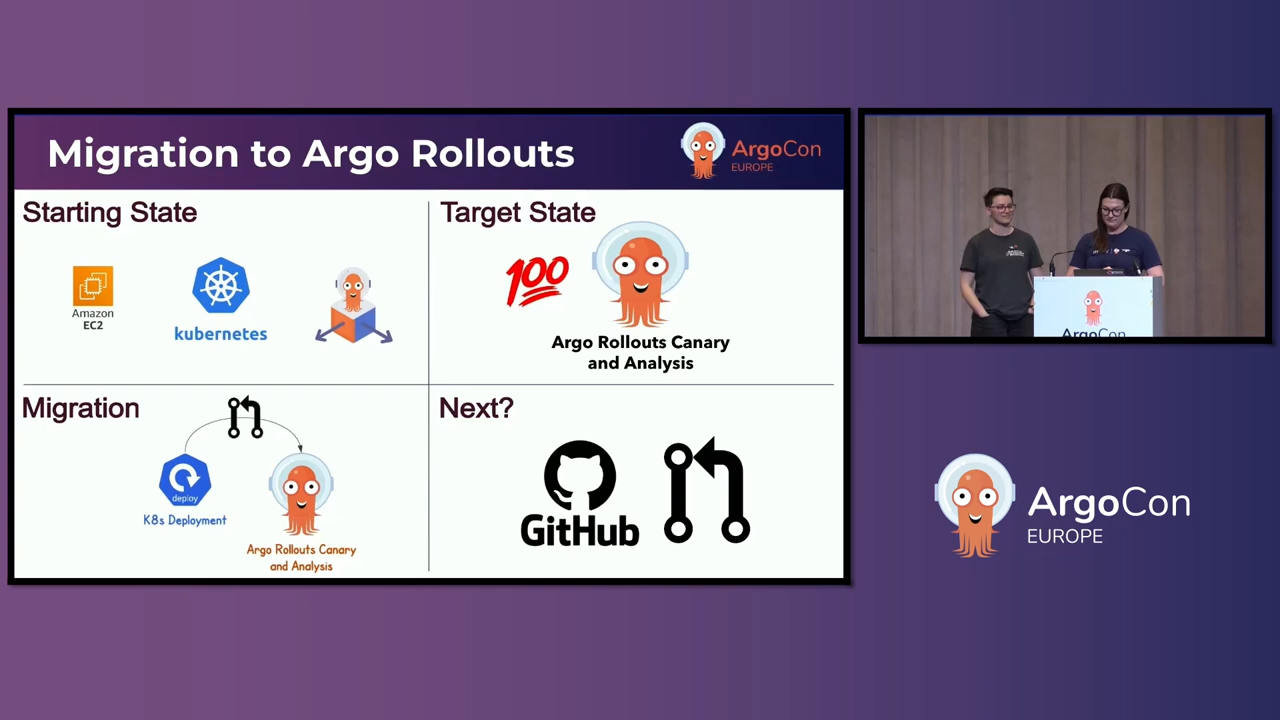 Migration to Argo Rollouts
ArgoCon
EUROPE
Starting State
Target State
Amazon
EC2
kubernetes
Argo Rollouts Canary
and Analysis
Migration
deploy
K8s Deployment
Argo Rollouts Canary
and Analysis
Next?
GitHub
ArgoCon
ArgoCon
EUROPE
100